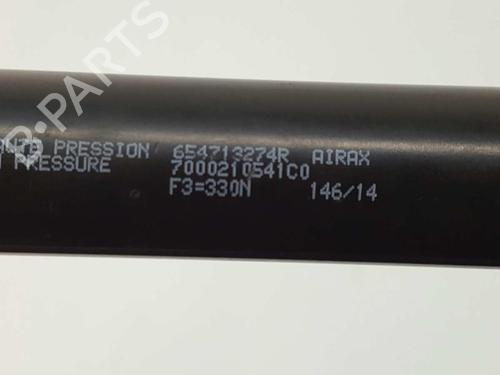 PRESSION 654713274R AIRAX
PRESSURE 7000210541C0
F3=330N 146/14
B-PARTS